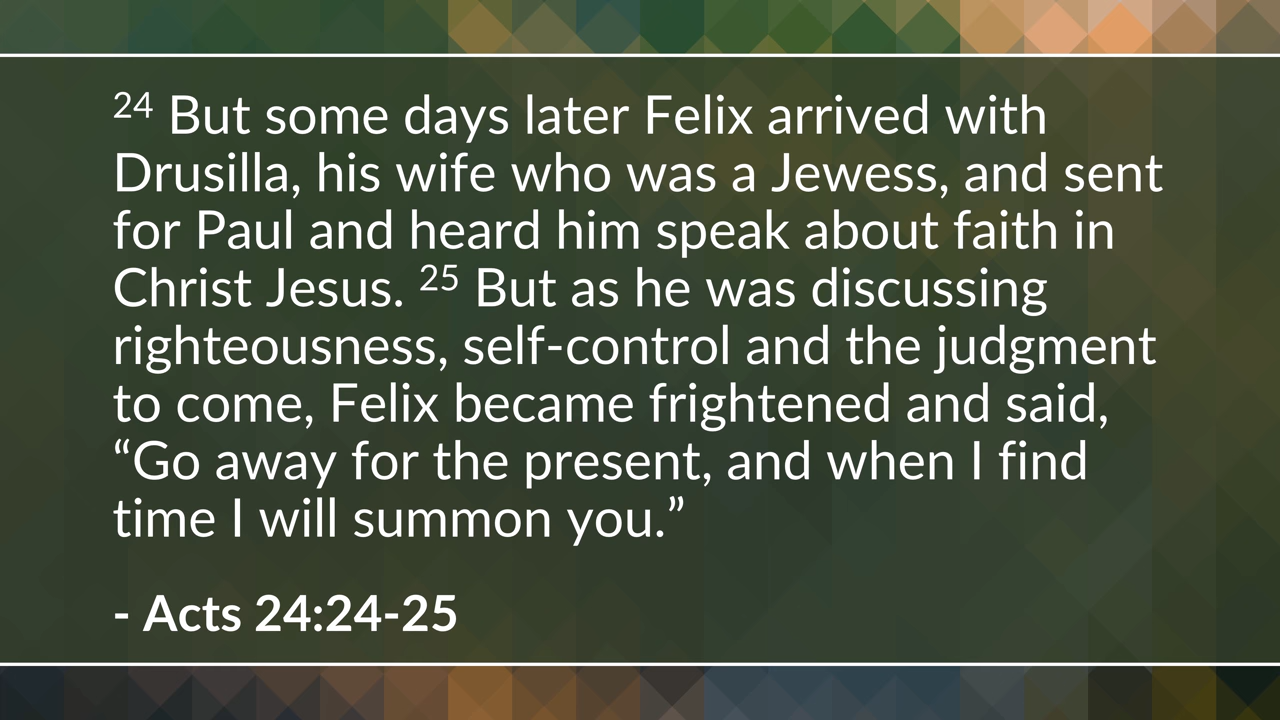 24 But some days later Felix arrived with
Drusilla, his wife who was a Jewess, and sent
for Paul and heard him speak about faith in
Christ Jesus. 25 But as he was discussing
righteousness, self-control and the judgment
to come, Felix became frightened and said,
“Go away for the present, and when I find
time I will summon you.”
- Acts 24:24-25